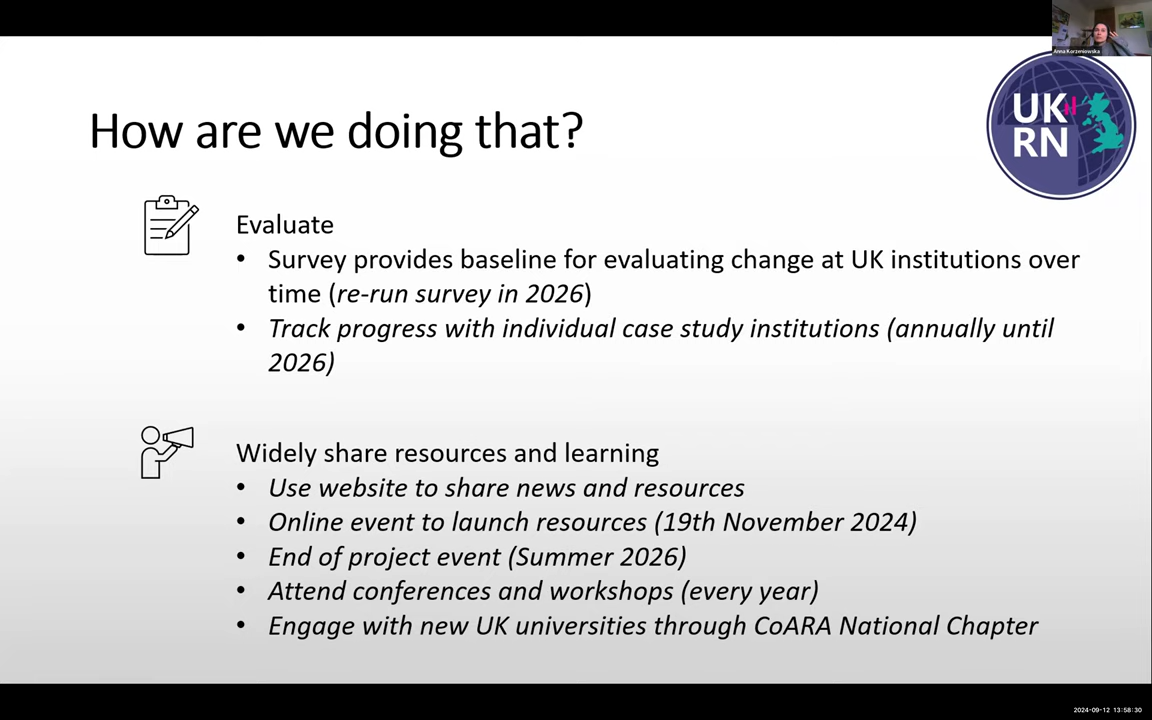 Anna Korzeniowska
UK
RN
How are we doing that?
Evaluate
• Survey provides baseline for evaluating change at UK institutions over
time (re-run survey in 2026)
• Track progress with individual case study institutions (annually until
2026)
Widely share resources and learning
• Use website to share news and resources
• Online event to launch resources (19th November 2024)
• End of project event (Summer 2026)
• Attend conferences and workshops (every year)
• Engage with new UK universities through CoARA National Chapter
2024-09-12 13:58:30